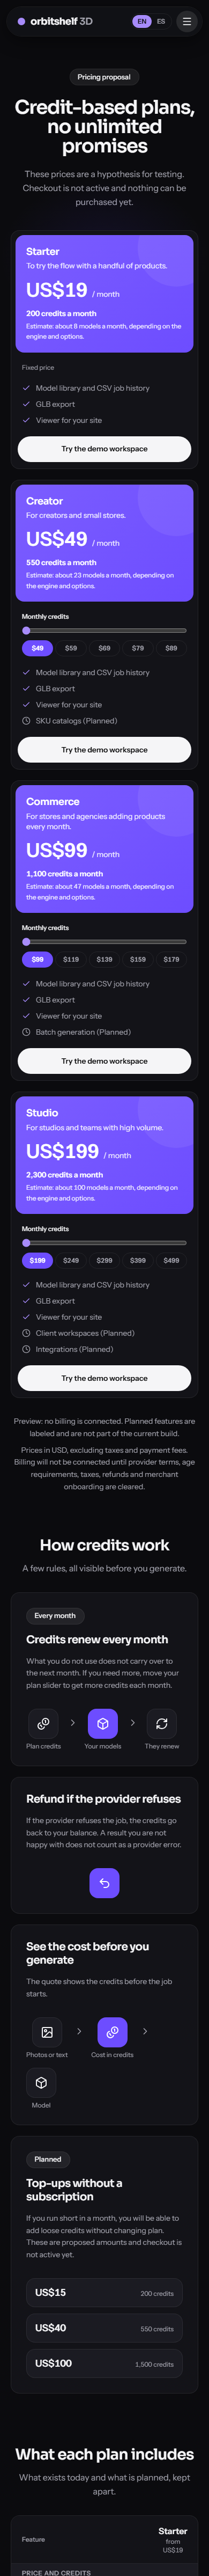 orbitshelf 3D
EN ES
Pricing proposal
Credit-based plans,
no unlimited
promises
These prices are a hypothesis for testing.
Checkout is not active and nothing can be
purchased yet.
Starter
To try the flow with a handful of products.
US$19 / month
200 credits a month
Estimate: about 8 models a month, depending on the
engine and options.
Fixed price
Model library and CSV job history
GLB export
Viewer for your site
Try the demo workspace
Creator
For creators and small stores.
US$49 / month
550 credits a month
Estimate: about 23 models a month, depending on
the engine and options.
Monthly credits
$49 $59 $69 $79 $89
Model library and CSV job history
GLB export
Viewer for your site
SKU catalogs (Planned)
Try the demo workspace
Commerce
For stores and agencies adding products
every month.
US$99 / month
1,100 credits a month
Estimate: about 47 models a month, depending on
the engine and options.
Monthly credits
$99 $119 $139 $159 $179
Model library and CSV job history
GLB export
Viewer for your site
Batch generation (Planned)
Try the demo workspace
Studio
For studios and teams with high volume.
US$199 / month
2,300 credits a month
Estimate: about 100 models a month, depending on
the engine and options.
Monthly credits
$199 $249 $299 $399 $499
Model library and CSV job history
GLB export
Viewer for your site
Client workspaces (Planned)
Integrations (Planned)
Try the demo workspace
Preview: no billing is connected. Planned features are
labeled and are not part of the current build.
Prices in USD, excluding taxes and payment fees.
Billing will not be connected until provider terms, age
requirements, taxes, refunds and merchant
onboarding are cleared.
How credits work
A few rules, all visible before you generate.
Every month
Credits renew every month
What you do not use does not carry over to
the next month. If you need more, move your
plan slider to get more credits each month.
Plan credits
Your models
They renew
Refund if the provider refuses
If the provider refuses the job, the credits go
back to your balance. A result you are not
happy with does not count as a provider error.
See the cost before you
generate
The quote shows the credits before the job
starts.
Photos or text
Cost in credits
Model
Planned
Top-ups without a
subscription
If you run short in a month, you will be able to
add loose credits without changing plan.
These are proposed amounts and checkout is
not active yet.
US$15 200 credits
US$40 550 credits
US$100 1,500 credits
What each plan includes
What exists today and what is planned, kept
apart.
Feature
Starter
from
US$19
PRICE AND CREDITS